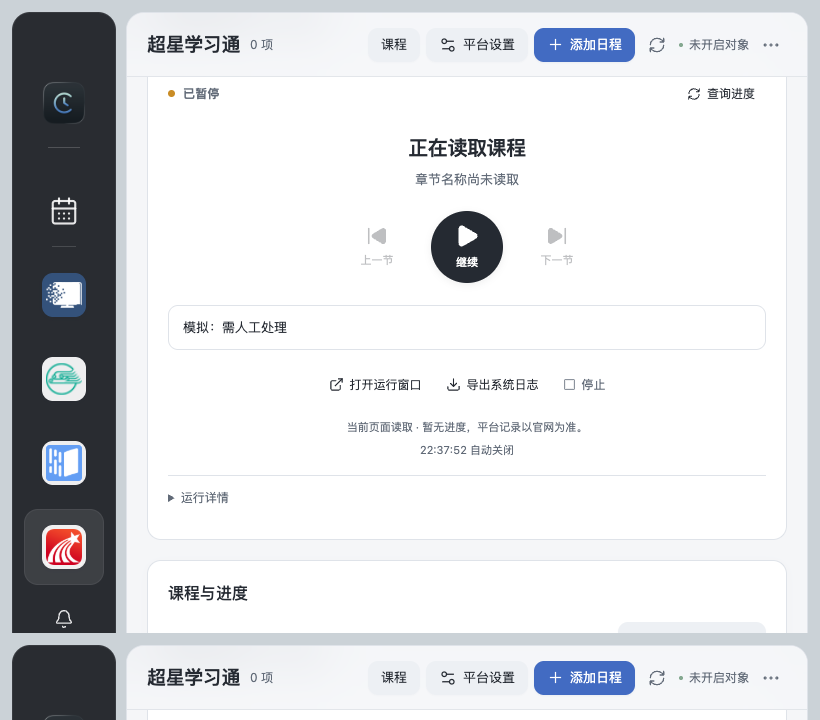 超星学习通 0 项 课程 平台设置 添加日程 未开启对象
已暂停 查询进度
正在读取课程
章节名称尚未读取
上一节 继续 下一节
模拟：需人工处理
打开运行窗口 导出系统日志 停止
当前页面读取 · 暂无进度，平台记录以官网为准。
22:37:52 自动关闭
运行详情
课程与进度
超星学习通 0 项 课程 平台设置 添加日程 未开启对象